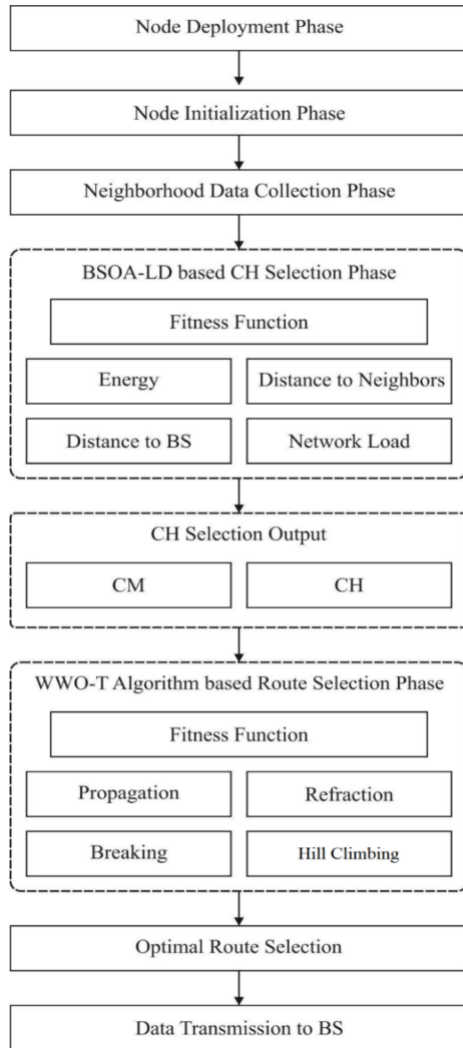 Node Deployment Phase
Node Initialization Phase
Neighborhood Data Collection Phase
BSOA-LD based CH Selection Phase
Fitness Function
Energy
Distance to Neighbors
Distance to BS
Network Load
CH Selection Output
CM
CH
WWO-T Algorithm based Route Selection Phase
Fitness Function
Propagation
Refraction
Breaking
Hill Climbing
Optimal Route Selection
Data Transmission to BS